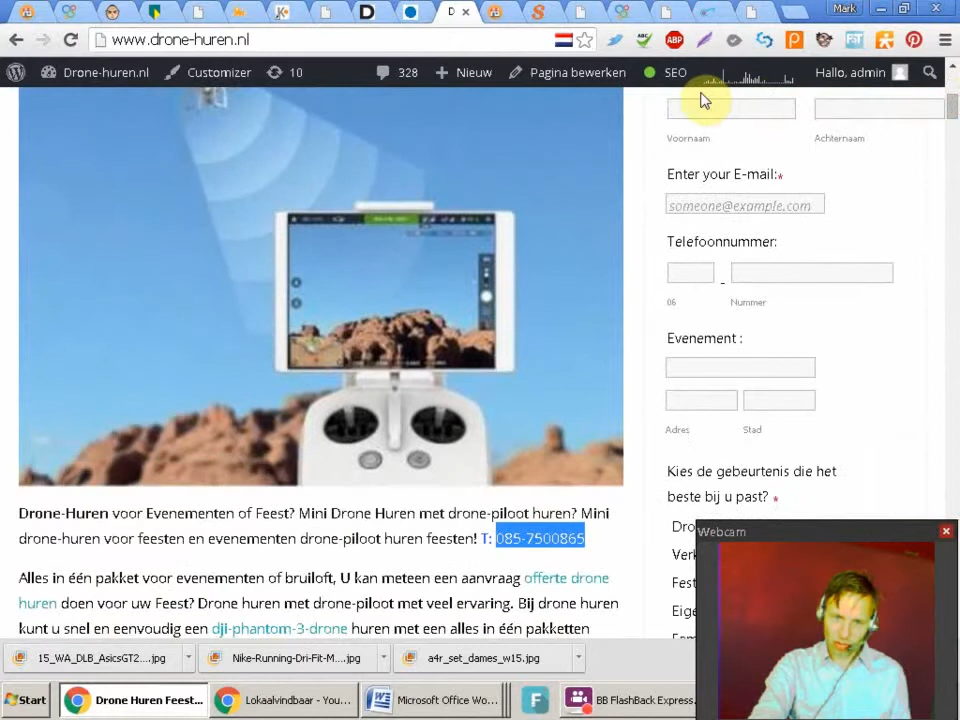 Mark
www.drone-huren.nl
Drone-huren.nl
Customizer
10
328
Nieuw
Pagina bewerken
SEO
Hallo, admin
Voornaam
Achternaam
Enter your E-mail:*
someone@example.com
Telefoonnummer:
-
06
Nummer
Evenement :
Adres
Stad
Kies de gebeurtenis die het
beste bij u past? *
Dro
Verk
Fest
Eige
Drone-Huren voor Evenementen of Feest? Mini Drone Huren met drone-piloot huren? Mini
drone-huren voor feesten en evenementen drone-piloot huren feesten! T: 085-7500865
Alles in één pakket voor evenementen of bruiloft, U kan meteen een aanvraag offerte drone
huren doen voor uw Feest? Drone huren met drone-piloot met veel ervaring. Bij drone huren
kunt u snel en eenvoudig een dji-phantom-3-drone huren met een alles in één pakketten
Webcam
15_WA_DLB_AsicsGT2....jpg
Nike-Running-Dri-Fit-M....jpg
a4r_set_dames_w15.jpg
Start
Drone Huren Feest...
Lokaalvindbaar - You...
Microsoft Office Wo...
F
BB FlashBack Express